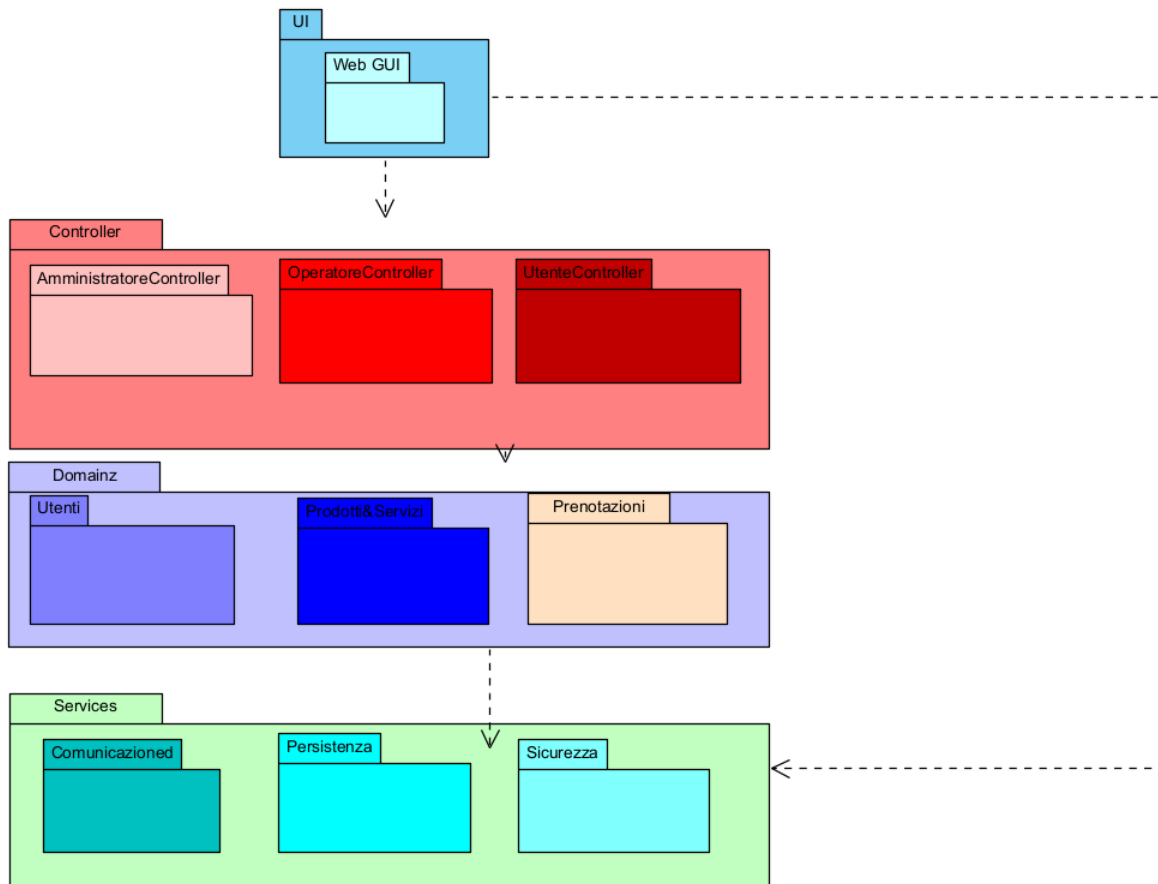 UI
Web GUI
Controller
AmministratoreController
OperatoreController
UtenteController
Domainz
Utenti
Prodotti&Servizi
Prenotazioni
Services
Comunicazioned
Persistenza
Sicurezza